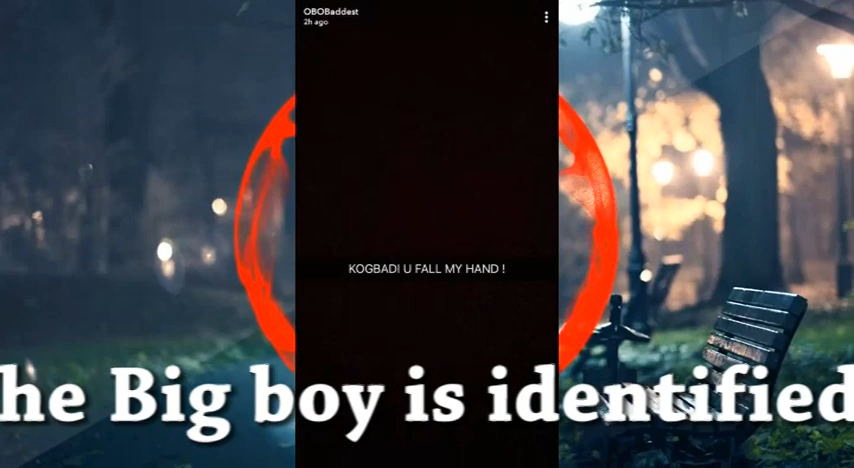 OBOBaddest
2h ago
KOGBADI U FALL MY HAND !
he Big boy is identified